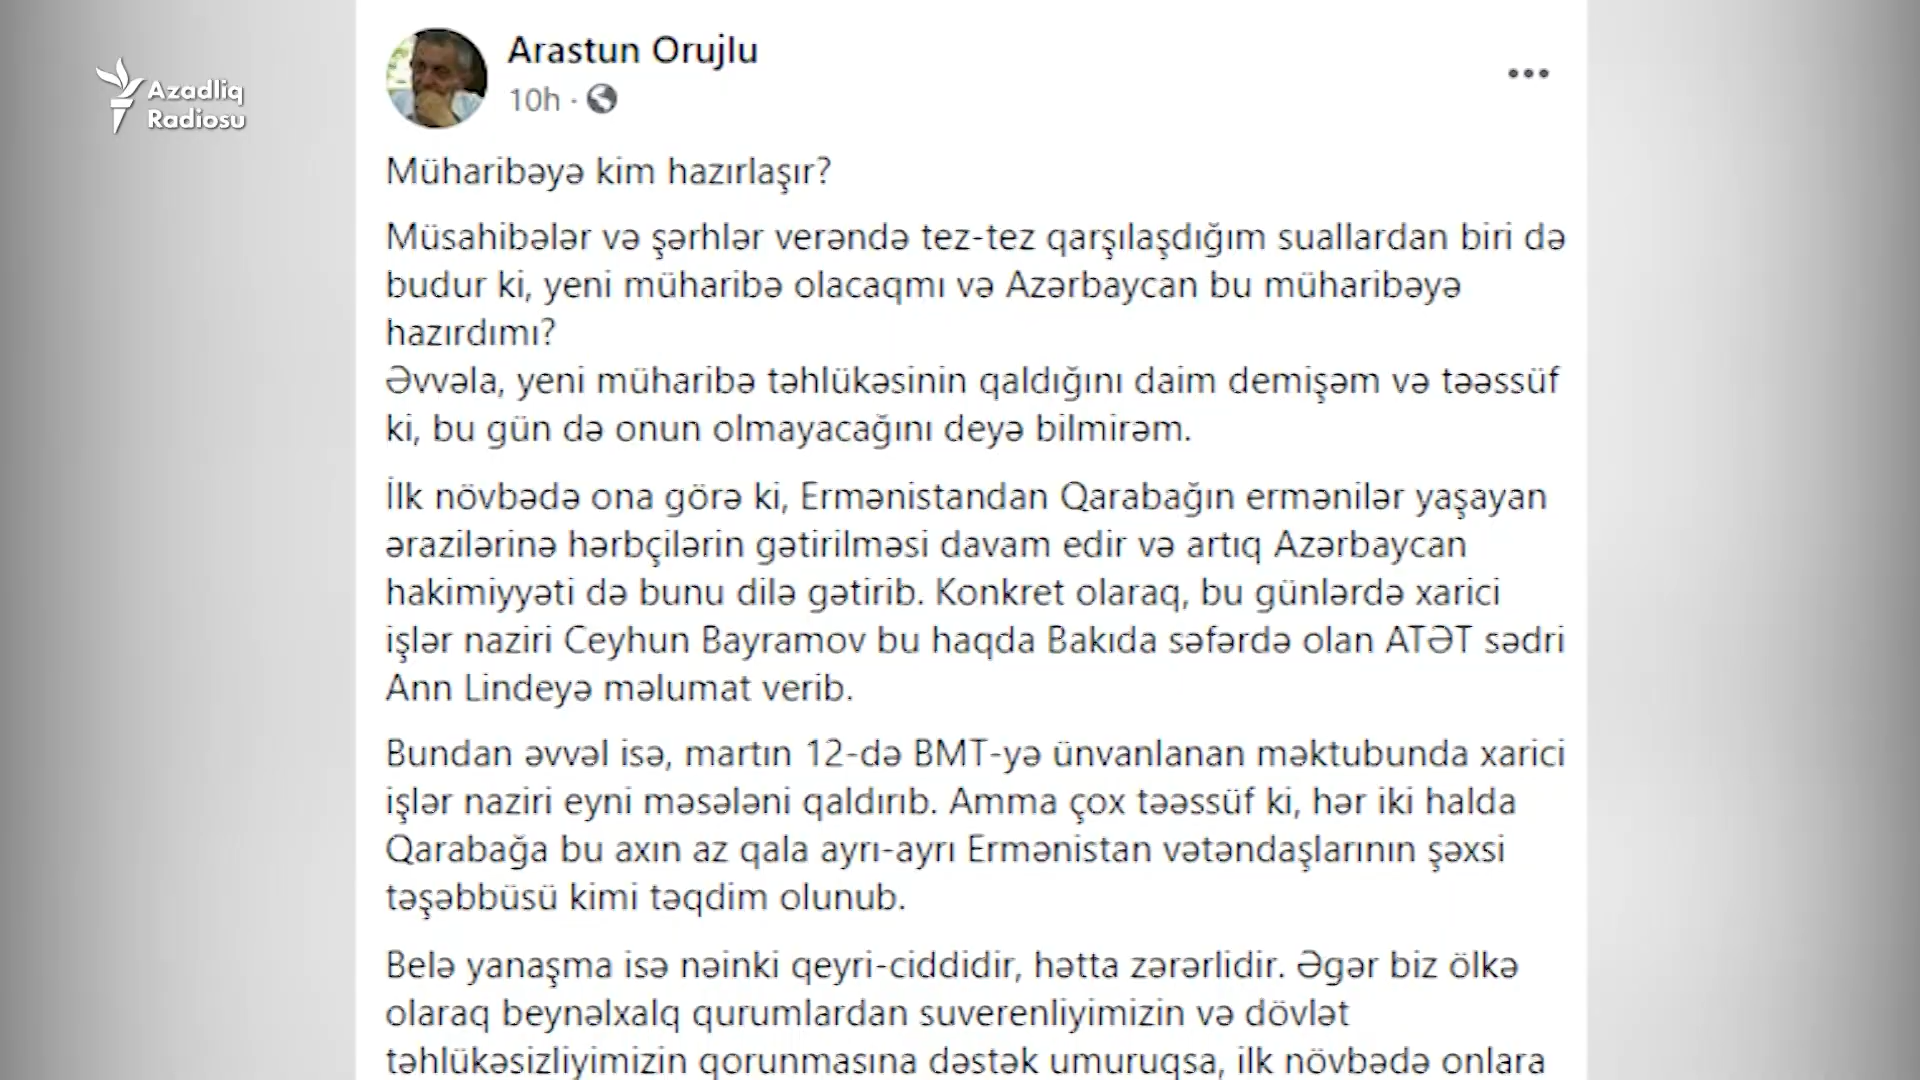 Azadlıq
Radiosu
Arastun Orujlu
10h ·
Müharibəyə kim hazırlaşır?
Müsahibələr və şərhlər verəndə tez-tez qarşılaşdığım suallardan biri də
budur ki, yeni müharibə olacaqmı və Azərbaycan bu müharibəyə
hazırdımı?
Əvvəla, yeni müharibə təhlükəsinin qaldığını daim demişəm və təəssüf
ki, bu gün də onun olmayacağını deyə bilmirəm.
İlk növbədə ona görə ki, Ermənistandan Qarabağın ermənilər yaşayan
ərazilərinə hərbçilərin gətirilməsi davam edir və artıq Azərbaycan
hakimiyyəti də bunu dilə gətirib. Konkret olaraq, bu günlərdə xarici
işlər naziri Ceyhun Bayramov bu haqda Bakıda səfərdə olan ATƏT sədri
Ann Lindeyə məlumat verib.
Bundan əvvəl isə, martın 12-də BMT-yə ünvanlanan məktubunda xarici
işlər naziri eyni məsələni qaldırıb. Amma çox təəssüf ki, hər iki halda
Qarabağa bu axın az qala ayrı-ayrı Ermənistan vətəndaşlarının şəxsi
təşəbbüsü kimi təqdim olunub.
Belə yanaşma isə nəinki qeyri-ciddidir, hətta zərərlidir. Əgər biz ölkə
olaraq beynəlxalq qurumlardan suverenliyimizin və dövlət
təhlükəsizliyimizin qorunmasına dəstək umuruqsa, ilk növbədə onlara